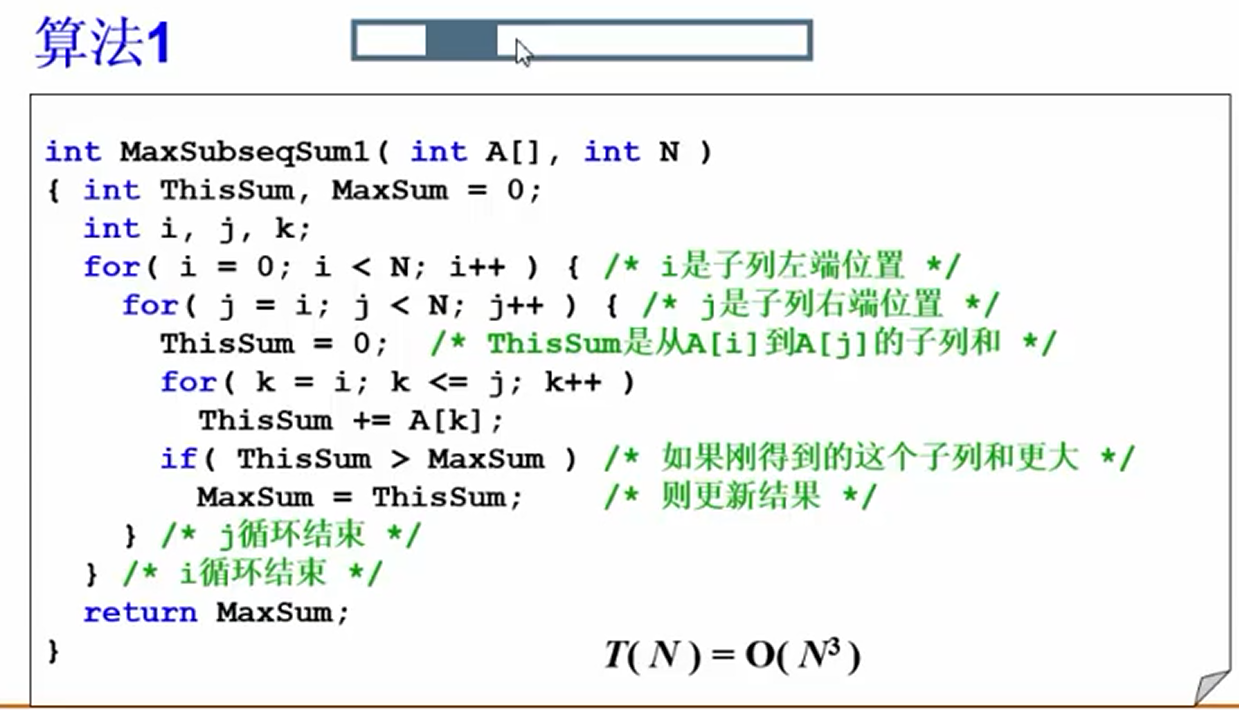 算法1
int MaxSubseqSum1( int A[], int N )
{ int ThisSum, MaxSum = 0;
int i, j, k;
for( i = 0; i < N; i++ ) { /* i是子列左端位置 */
for( j = i; j < N; j++ ) { /* j是子列右端位置 */
ThisSum = 0; /* ThisSum是从A[i]到A[j]的子列和 */
for( k = i; k <= j; k++ )
ThisSum += A[k];
if( ThisSum > MaxSum ) /* 如果刚得到的这个子列和更大 */
MaxSum = ThisSum; /* 则更新结果 */
} /* j循环结束 */
} /* i循环结束 */
return MaxSum;
}
T( N ) = O( N³ )